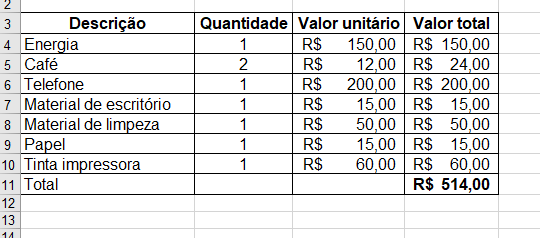 2
3 Descrição Quantidade Valor unitário Valor total
4 Energia 1 R$ 150,00 R$ 150,00
5 Café 2 R$ 12,00 R$ 24,00
6 Telefone 1 R$ 200,00 R$ 200,00
7 Material de escritório 1 R$ 15,00 R$ 15,00
8 Material de limpeza 1 R$ 50,00 R$ 50,00
9 Papel 1 R$ 15,00 R$ 15,00
10 Tinta impressora 1 R$ 60,00 R$ 60,00
11 Total R$ 514,00
12
13
14